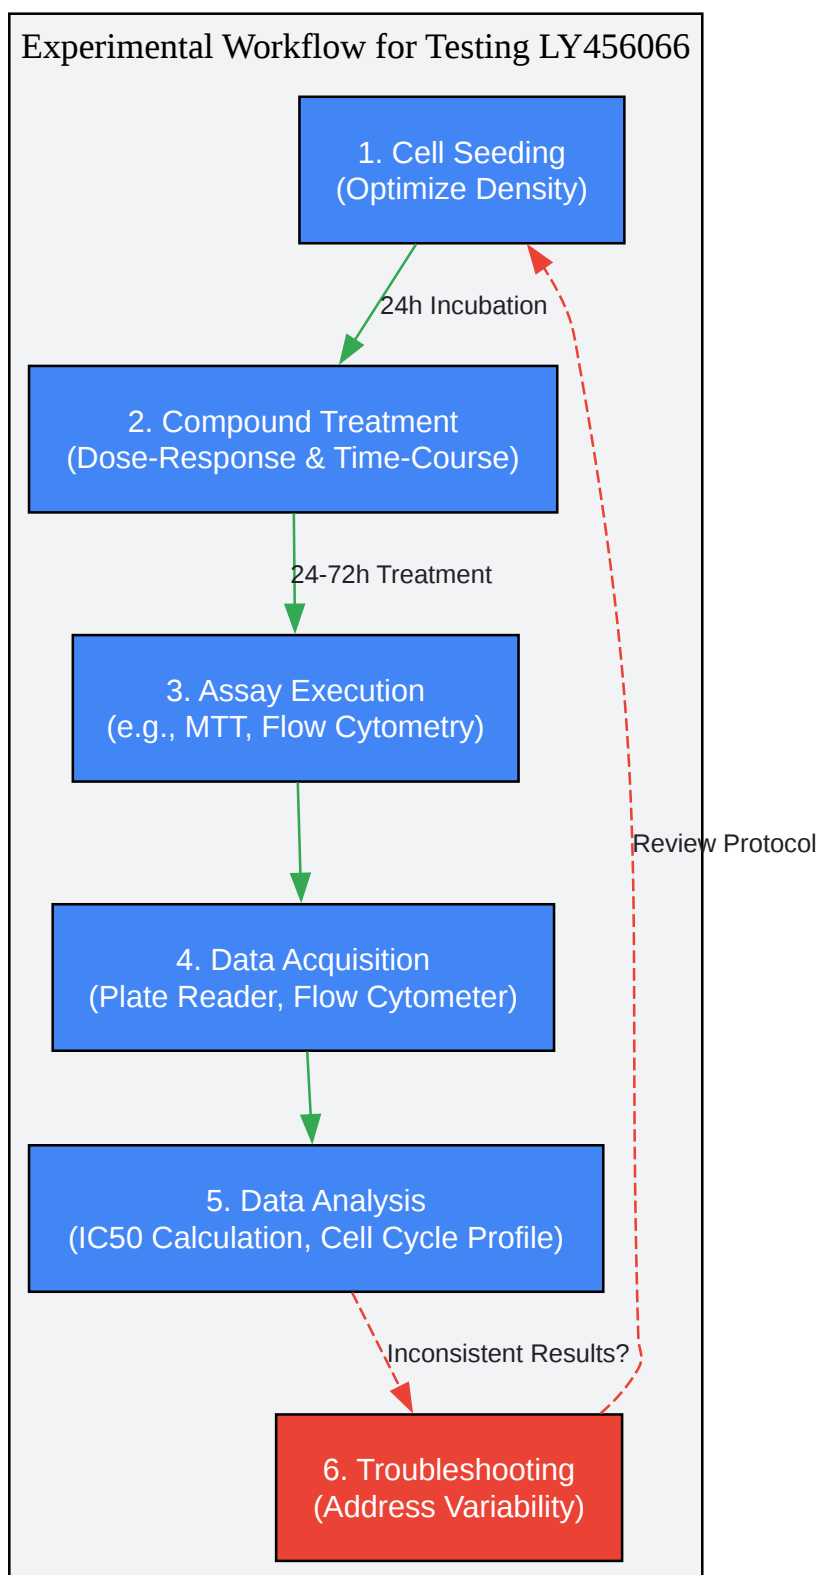 Experimental Workflow for Testing LY456066
1. Cell Seeding
(Optimize Density)
24h Incubation
2. Compound Treatment
(Dose-Response & Time-Course)
24-72h Treatment
3. Assay Execution
(e.g., MTT, Flow Cytometry)
Review Protocol
4. Data Acquisition
(Plate Reader, Flow Cytometer)
5. Data Analysis
(IC50 Calculation, Cell Cycle Profile)
Inconsistent Results?
6. Troubleshooting
(Address Variability)